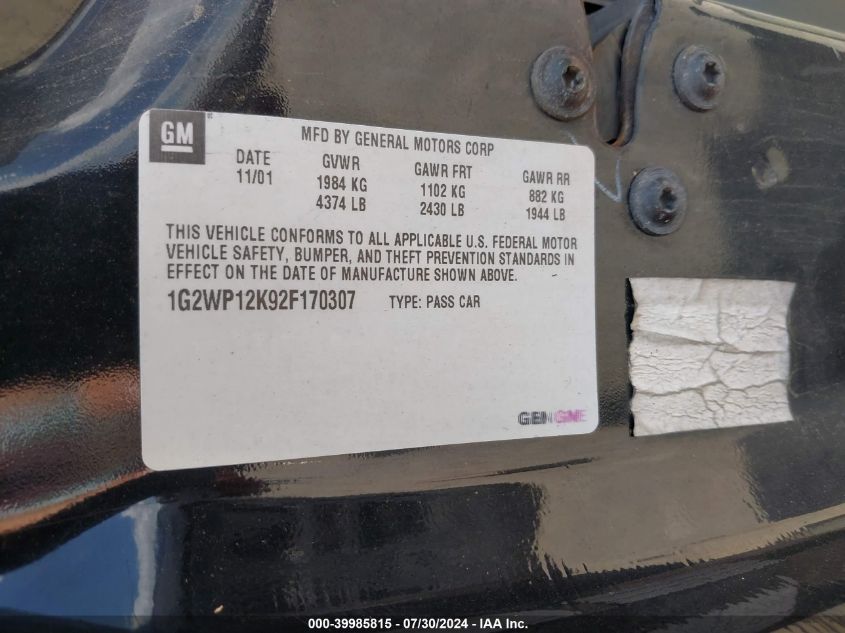 GM
MFD BY GENERAL MOTORS CORP
DATE GVWR GAWR FRT GAWR RR
11/01 1984 KG 1102 KG 882 KG
4374 LB 2430 LB 1944 LB
THIS VEHICLE CONFORMS TO ALL APPLICABLE U.S. FEDERAL MOTOR
VEHICLE SAFETY, BUMPER, AND THEFT PREVENTION STANDARDS IN
EFFECT ON THE DATE OF MANUFACTURE SHOWN ABOVE.
1G2WP12K92F170307 TYPE: PASS CAR
000-39985815 - 07/30/2024 - IAA Inc.